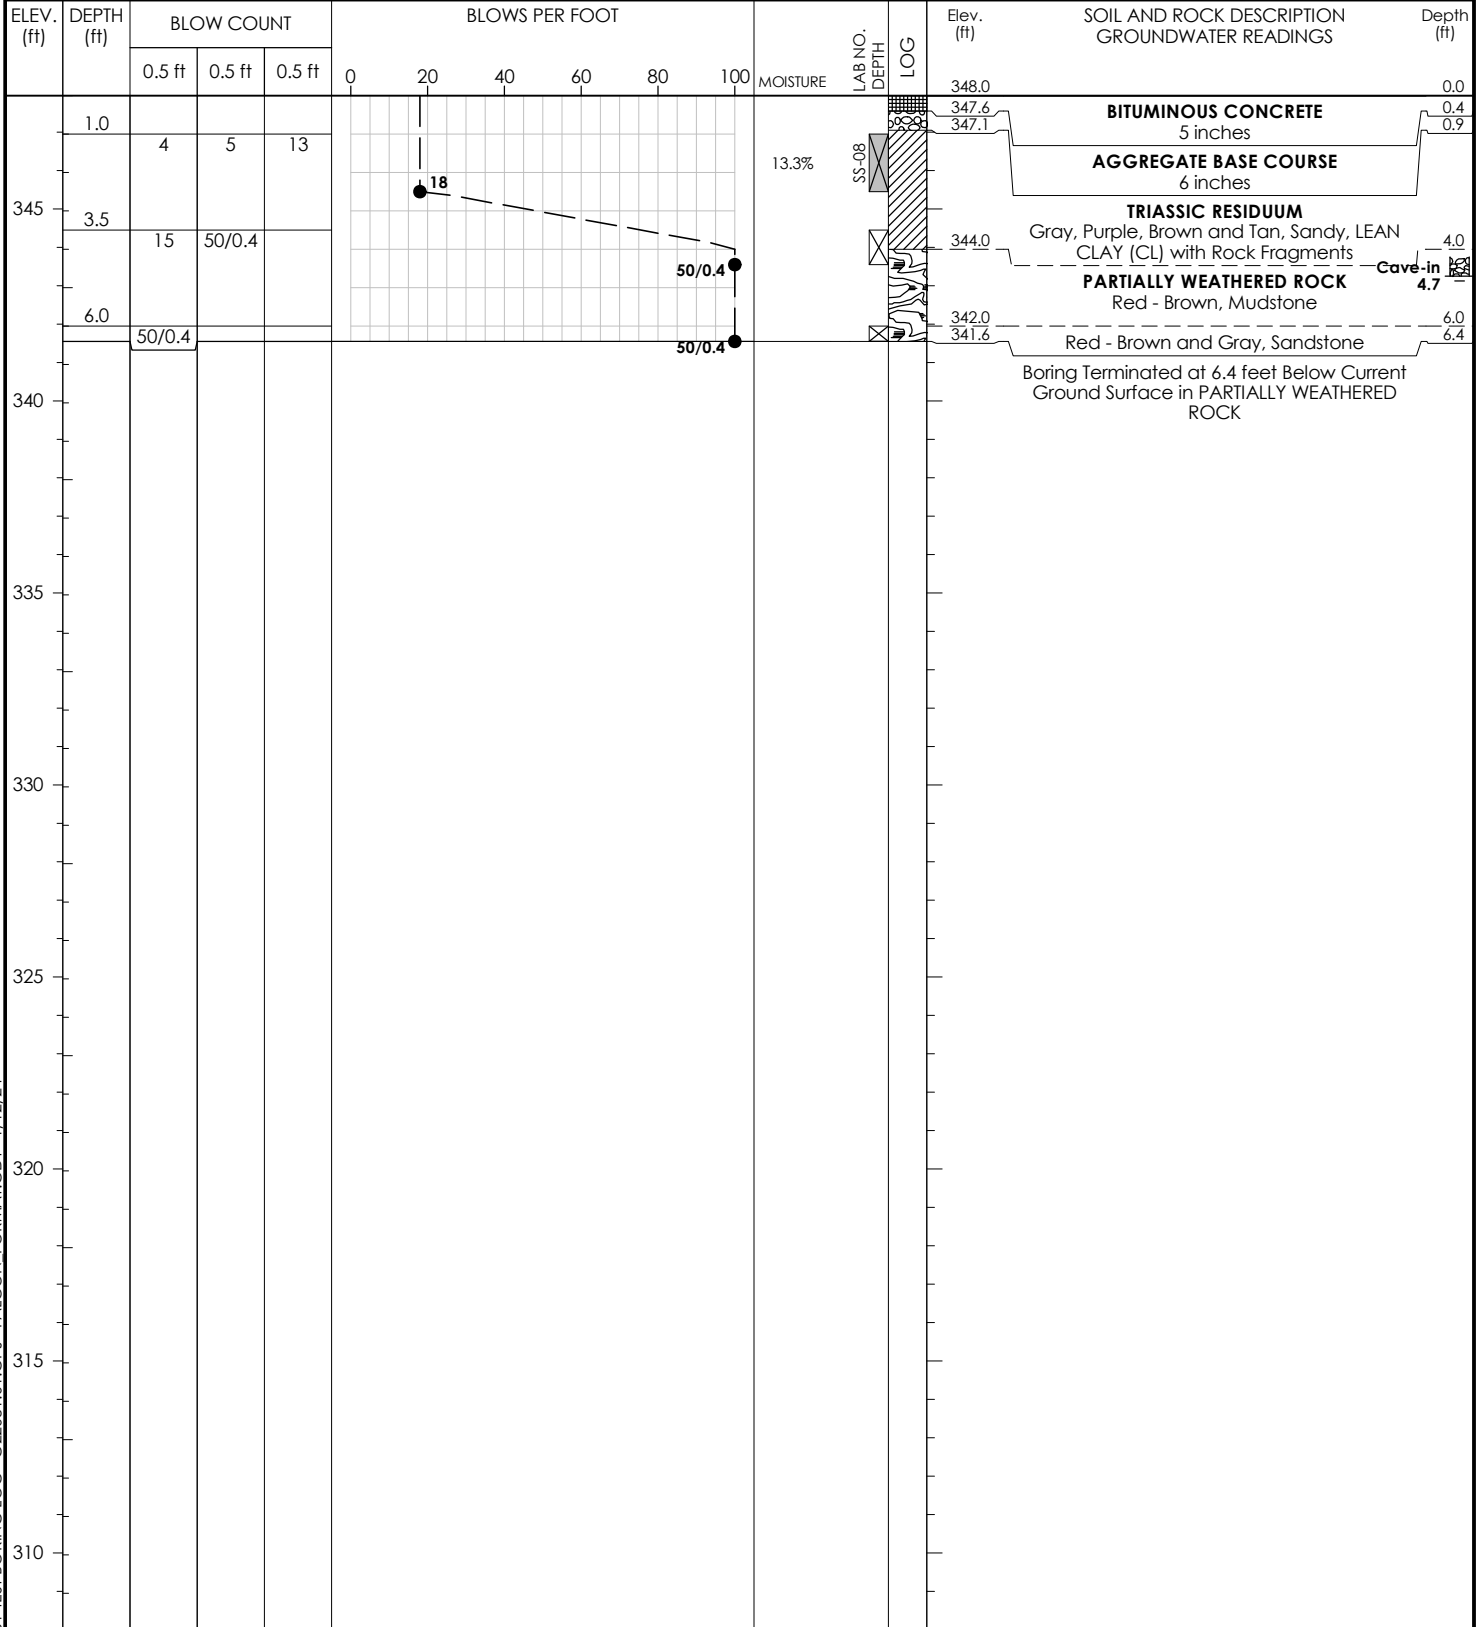 ELEV. (ft)
DEPTH (ft)
BLOW COUNT
0.5 ft 0.5 ft 0.5 ft
BLOWS PER FOOT
0 20 40 60 80 100
MOISTURE
LAB NO. DEPTH
LOG
Elev. (ft)
SOIL AND ROCK DESCRIPTION
GROUNDWATER READINGS
Depth (ft)
348.0 0.0
347.6 BITUMINOUS CONCRETE 0.4
347.1 5 inches 0.9
1.0
4 5 13
13.3%
SS-08
AGGREGATE BASE COURSE
6 inches
18
345
3.5
15 50/0.4
TRIASSIC RESIDUUM
Gray, Purple, Brown and Tan, Sandy, LEAN
344.0 CLAY (CL) with Rock Fragments 4.0
50/0.4
Cave-in
4.7
PARTIALLY WEATHERED ROCK
Red - Brown, Mudstone
6.0
342.0 6.0
50/0.4
50/0.4
341.6 Red - Brown and Gray, Sandstone 6.4
Boring Terminated at 6.4 feet Below Current
Ground Surface in PARTIALLY WEATHERED
ROCK
340
335
330
325
320
315
310